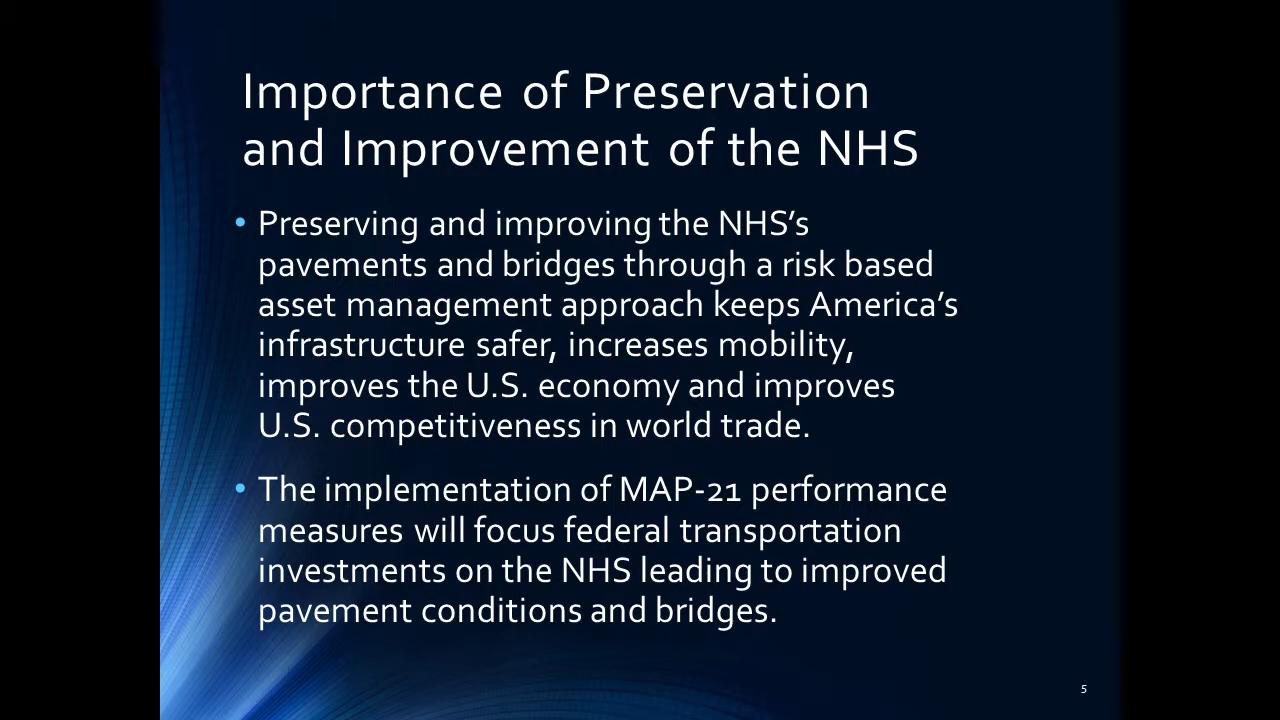 Importance of Preservation
and Improvement of the NHS
• Preserving and improving the NHS’s
pavements and bridges through a risk based
asset management approach keeps America’s
infrastructure safer, increases mobility,
improves the U.S. economy and improves
U.S. competitiveness in world trade.
• The implementation of MAP-21 performance
measures will focus federal transportation
investments on the NHS leading to improved
pavement conditions and bridges.
5